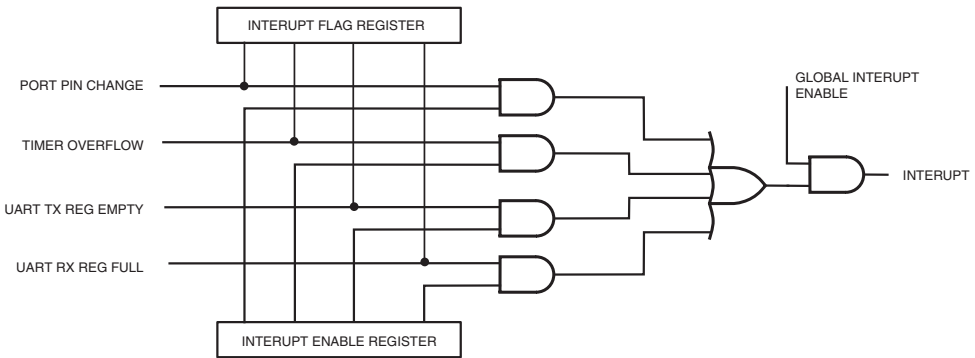 INTERUPT FLAG REGISTER
PORT PIN CHANGE
GLOBAL INTERUPT
ENABLE
TIMER OVERFLOW
INTERUPT
UART TX REG EMPTY
UART RX REG FULL
INTERUPT ENABLE REGISTER